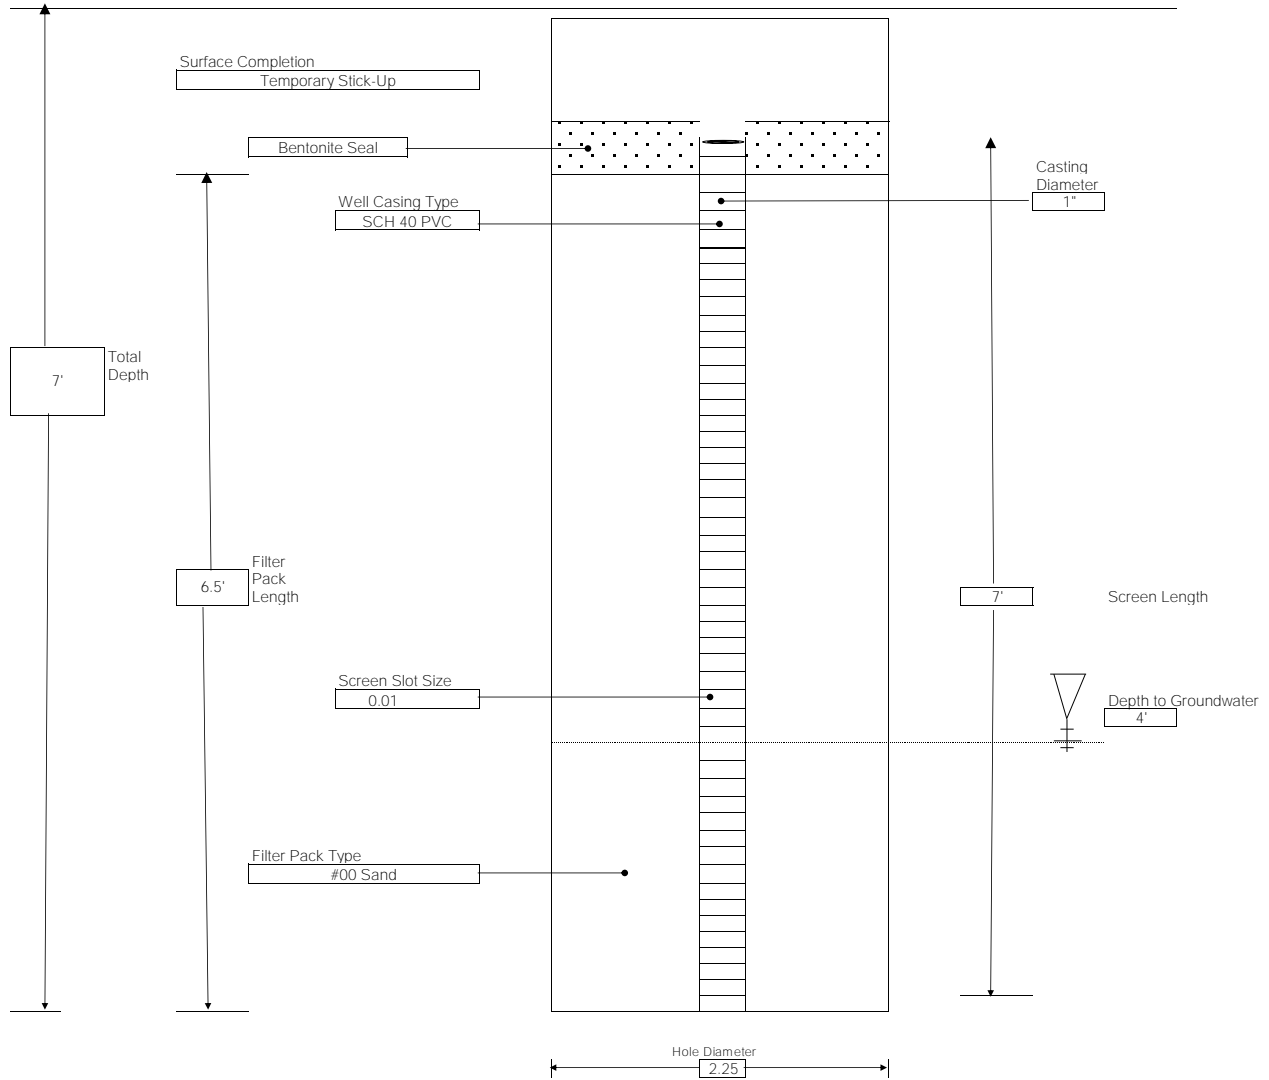 Surface Completion
Temporary Stick-Up
Bentonite Seal
Casting
Diameter
1"
Well Casing Type
SCH 40 PVC
Total
Depth
7'
Filter
Pack
Length
6.5'
7'
Screen Length
Screen Slot Size
0.01
Depth to Groundwater
4'
Filter Pack Type
#00 Sand
Hole Diameter
2.25